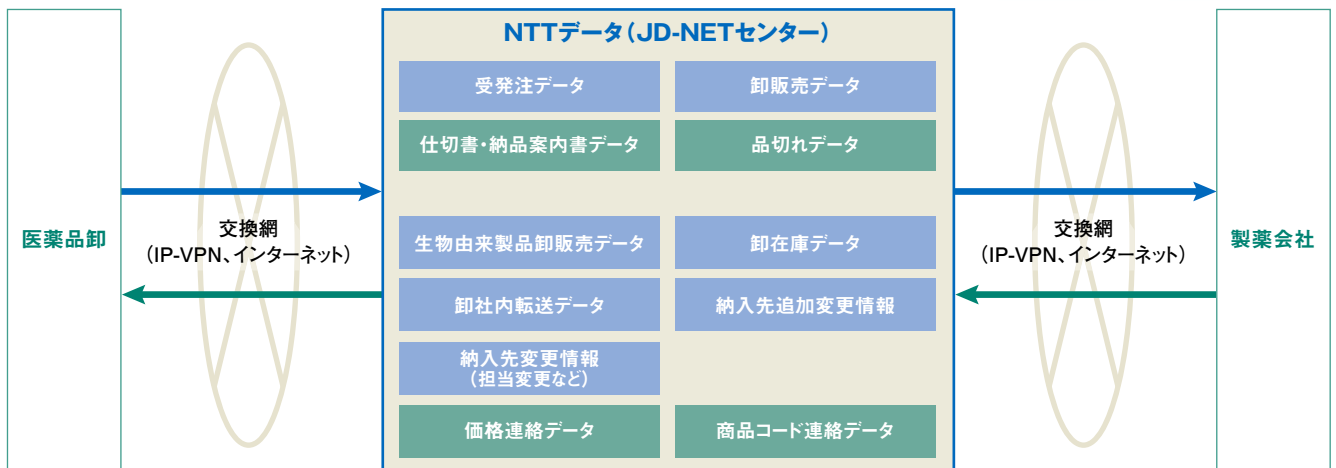 NTTデータ（JD-NETセンター）
受発注データ
卸販売データ
仕切書・納品案内書データ
品切れデータ
医薬品卸
交換網
（IP-VPN、インターネット）
生物由来製品卸販売データ
卸在庫データ
交換網
（IP-VPN、インターネット）
製薬会社
卸社内転送データ
納入先追加変更情報
納入先変更情報
（担当変更など）
価格連絡データ
商品コード連絡データ